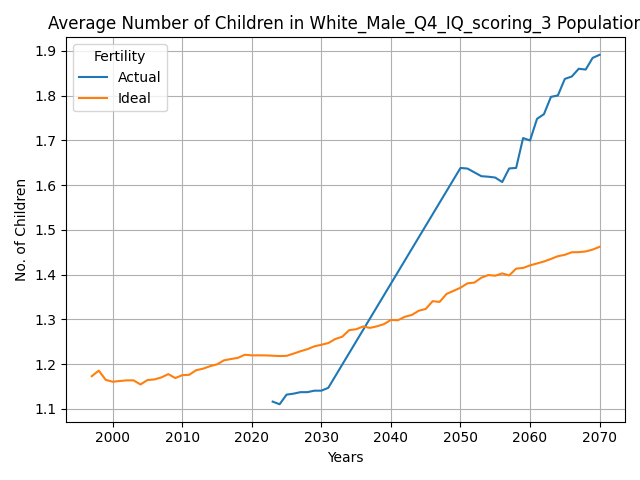 Average Number of Children in White_Male_Q4_IQ_scoring_3 Population
Fertility
Actual
Ideal
1.9
1.8
1.7
1.6
1.5
1.4
1.3
1.2
1.1
No. of Children
2000 2010 2020 2030 2040 2050 2060 2070
Years